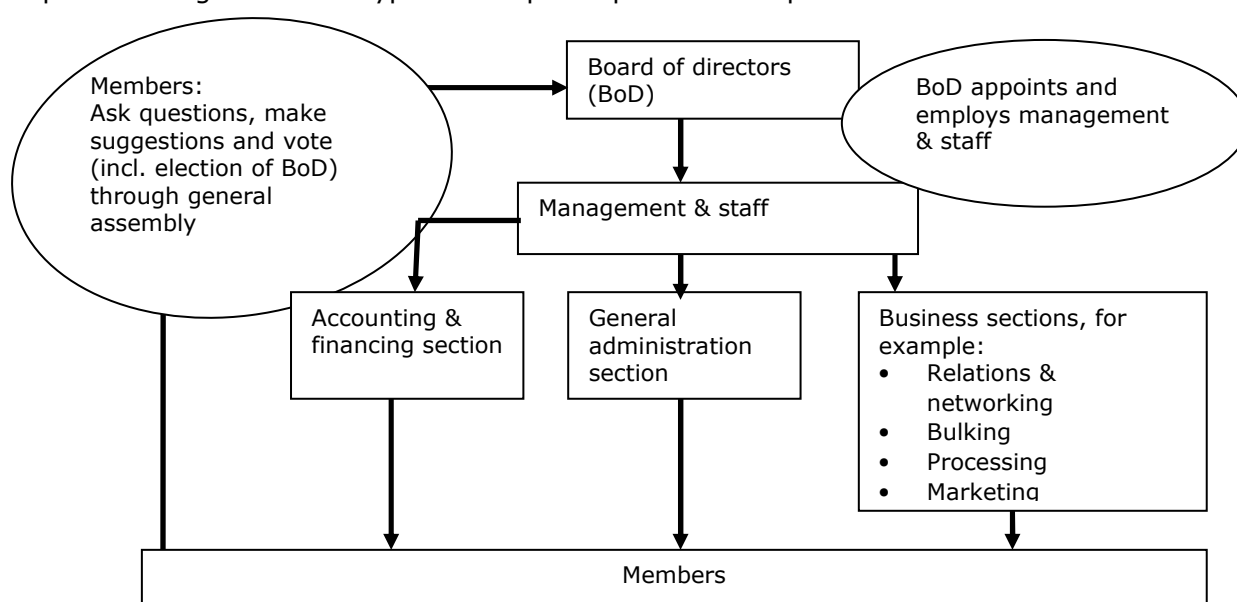 Members:
Ask questions, make
suggestions and vote
(incl. election of BoD)
through general
assembly
Board of directors
(BoD)
BoD appoints and
employs management
& staff
Management & staff
Accounting &
financing section
General
administration
section
Business sections, for
example:
• Relations &
networking
• Bulking
• Processing
• Marketing
Members